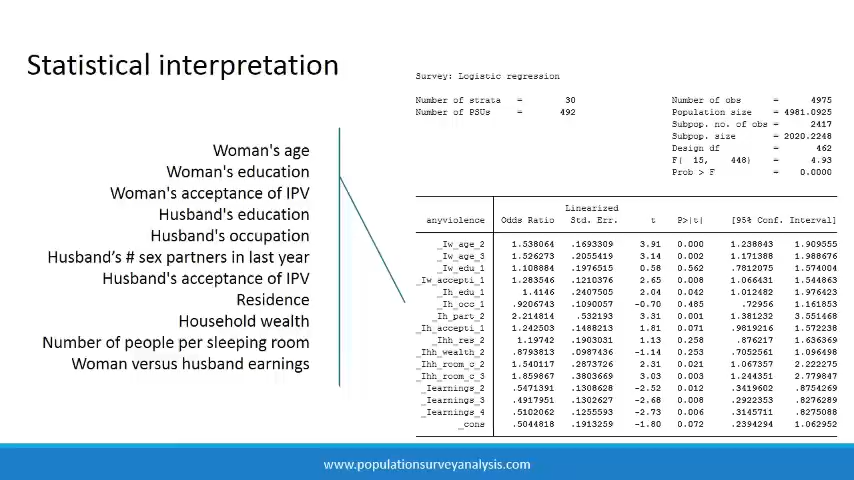 Statistical interpretation
Woman's age
Woman's education
Woman's acceptance of IPV
Husband's education
Husband's occupation
Husband's # sex partners in last year
Husband's acceptance of IPV
Residence
Household wealth
Number of people per sleeping room
Woman versus husband earnings
Survey: Logistic regression
Number of strata = 30 Number of obs = 4975
Number of PSUs = 492 Population size = 4981.0925
Subpop. no. of obs = 2417
Subpop. size = 2020.2248
Design df = 462
F( 15, 448) = 4.93
Prob > F = 0.0000
Linearized
anyviolence Odds Ratio Std. Err. t P>|t| [95% Conf. Interval]
_Iw_age_2 1.538064 .1693309 3.91 0.000 1.238843 1.909555
_Iw_age_3 1.526273 .2055419 3.14 0.002 1.171388 1.988676
_Iw_edu_1 1.108884 .1976515 0.58 0.562 .7812075 1.574004
_Iw_accepti_1 1.283546 .1210376 2.65 0.008 1.066431 1.544863
_Ih_edu_1 1.4146 .2407505 2.04 0.042 1.012482 1.976423
_Ih_occ_1 .9206743 .1090057 -0.70 0.485 .72956 1.161853
_Ih_part_2 2.214814 .532193 3.31 0.001 1.381232 3.551468
_Ih_accepti_1 1.242503 .1488213 1.81 0.071 .9819216 1.572238
_Ihh_res_2 1.19742 .1903031 1.13 0.258 .876217 1.636369
_Ihh_wealth_2 .8793813 .0987436 -1.14 0.253 .7052561 1.096498
_Ihh_room_c_2 1.540117 .2873726 2.31 0.021 1.067357 2.222275
_Ihh_room_c_3 1.859867 .3803669 3.03 0.003 1.244351 2.779847
_Iearnings_2 .5471391 .1308628 -2.52 0.012 .3419602 .8754269
_Iearnings_3 .4917951 .1302627 -2.68 0.008 .2922353 .8276289
_Iearnings_4 .5102062 .1255593 -2.73 0.006 .3145711 .8275088
_cons .5044818 .1913259 -1.80 0.072 .2394294 1.062952
www.populationsurveyanalysis.com